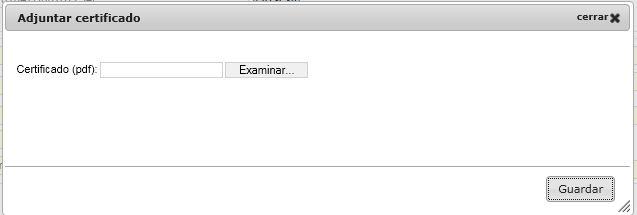 Adjuntar certificado
cerrar
Certificado (pdf):
Examinar...
Guardar